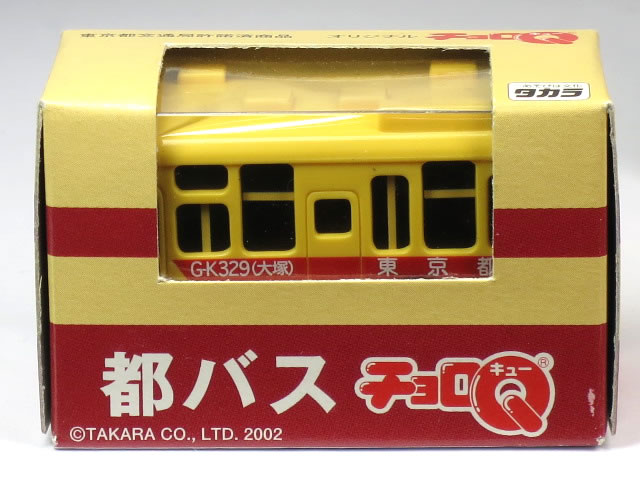 東京都交通局許諾済商品 オリジナル チョロQ
タカラ
G-K329(大塚) 東京都
都バス チョロQ
キュー
®
©TAKARA CO., LTD. 2002